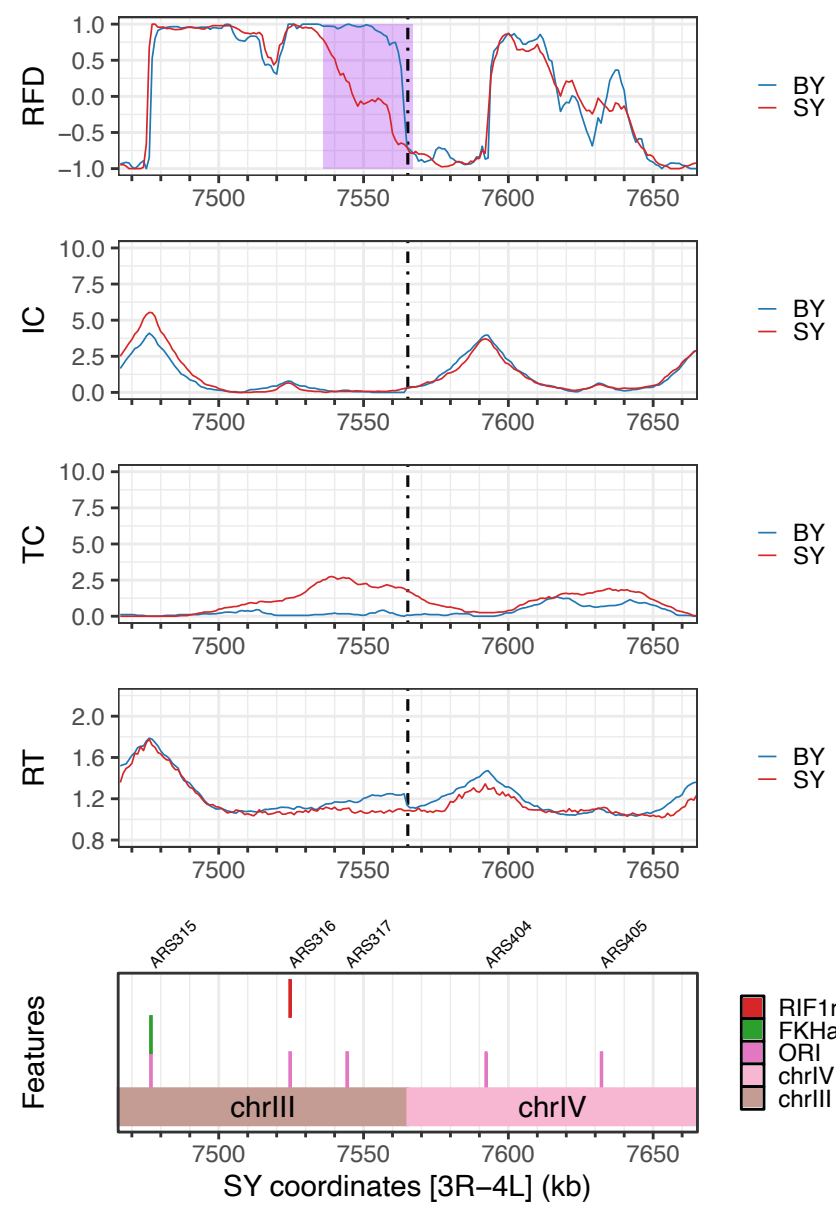 RFD
1.0
0.5
0.0
−0.5
−1.0
7500 7550 7600 7650
BY
SY
IC
10.0
7.5
5.0
2.5
0.0
7500 7550 7600 7650
BY
SY
TC
10.0
7.5
5.0
2.5
0.0
7500 7550 7600 7650
BY
SY
RT
2.0
1.6
1.2
0.8
7500 7550 7600 7650
BY
SY
ARS315 ARS316 ARS317 ARS404 ARS405
Features
chrIII chrIV
RIF1r
FKHa
ORI
chrIV
chrIII
7500 7550 7600 7650
SY coordinates [3R−4L] (kb)